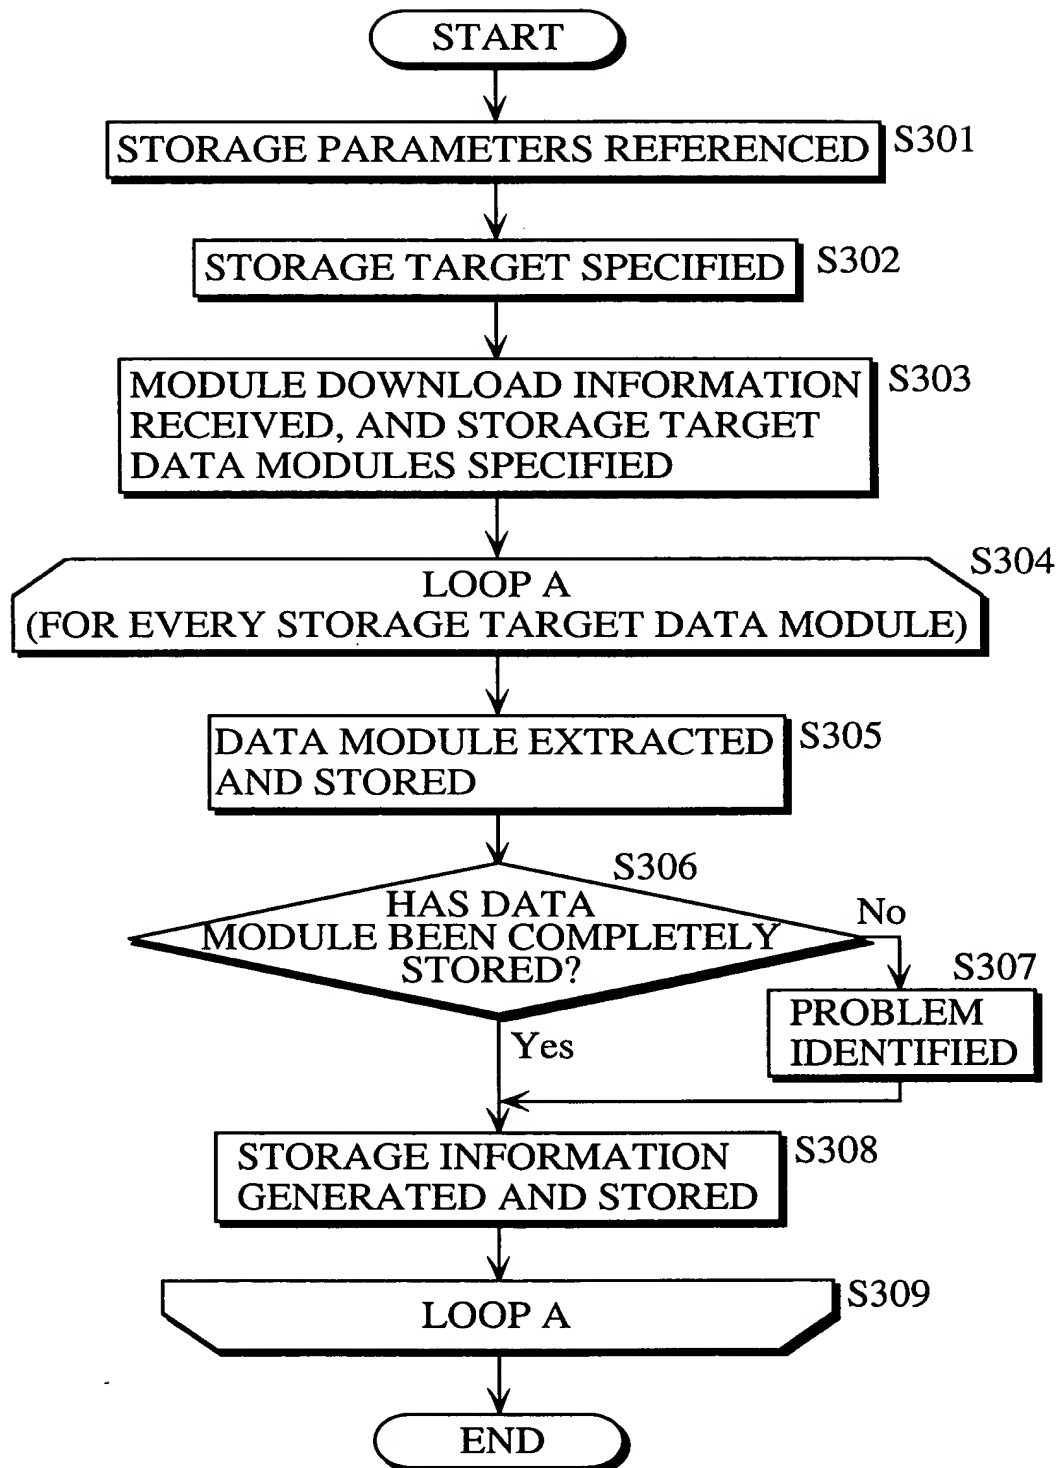 START
STORAGE PARAMETERS REFERENCED
S301
STORAGE TARGET SPECIFIED
S302
MODULE DOWNLOAD INFORMATION
RECEIVED, AND STORAGE TARGET
DATA MODULES SPECIFIED
S303
S304
LOOP A
(FOR EVERY STORAGE TARGET DATA MODULE)
DATA MODULE EXTRACTED
AND STORED
S305
S306
HAS DATA
MODULE BEEN COMPLETELY
STORED?
No
S307
PROBLEM
IDENTIFIED
Yes
STORAGE INFORMATION
GENERATED AND STORED
S308
LOOP A
S309
END